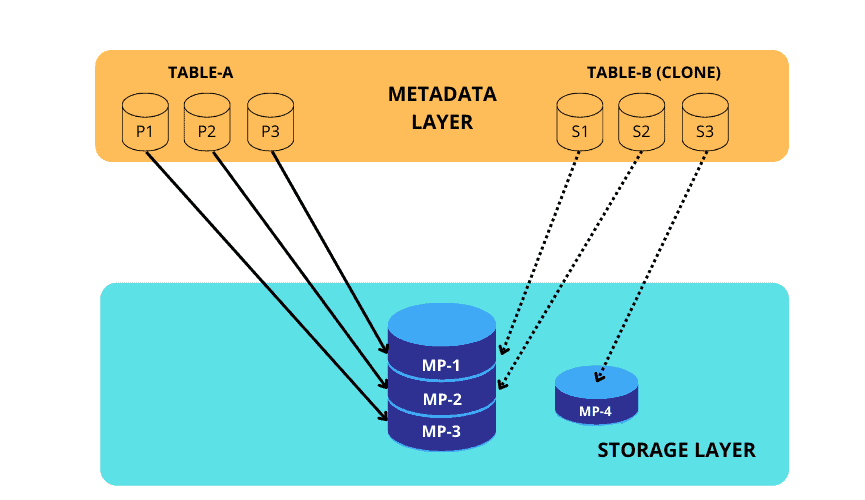 TABLE-A
TABLE-B (CLONE)
METADATA
LAYER
P1
P2
P3
S1
S2
S3
MP-1
MP-2
MP-3
MP-4
STORAGE LAYER